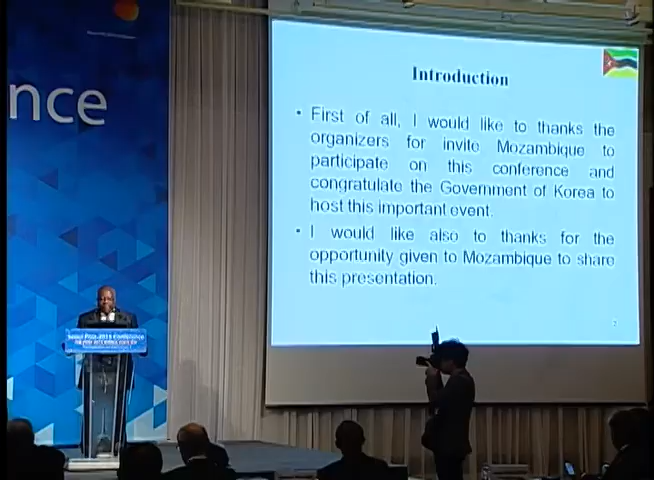 nce
Introduction
• First of all, I would like to thanks the
organizers for invite Mozambique to
participate on this conference and
congratulate the Government of Korea to
host this important event.
• I would like also to thanks for the
opportunity given to Mozambique to share
this presentation.
2